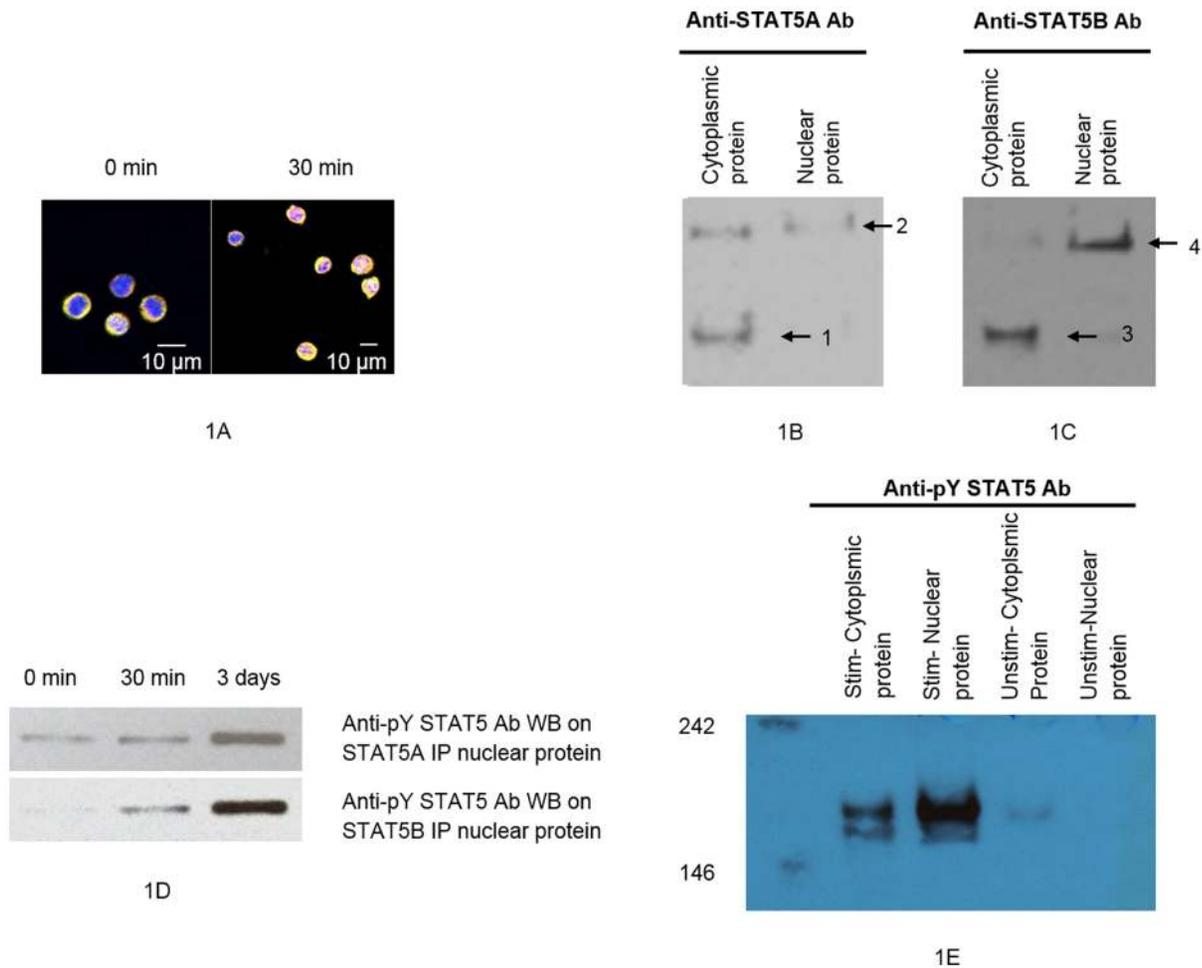 0 min
30 min
10 µm
10 µm
1A
Anti-STAT5A Ab
Cytoplasmic
protein
Nuclear
protein
2
1
1B
Anti-STAT5B Ab
Cytoplasmic
protein
Nuclear
protein
4
3
1C
0 min
30 min
3 days
Anti-pY STAT5 Ab WB on
STAT5A IP nuclear protein
Anti-pY STAT5 Ab WB on
STAT5B IP nuclear protein
1D
Anti-pY STAT5 Ab
Stim- Cytoplsmic
protein
Stim- Nuclear
protein
Unstim- Cytoplsmic
Protein
Unstim-Nuclear
protein
242
146
1E